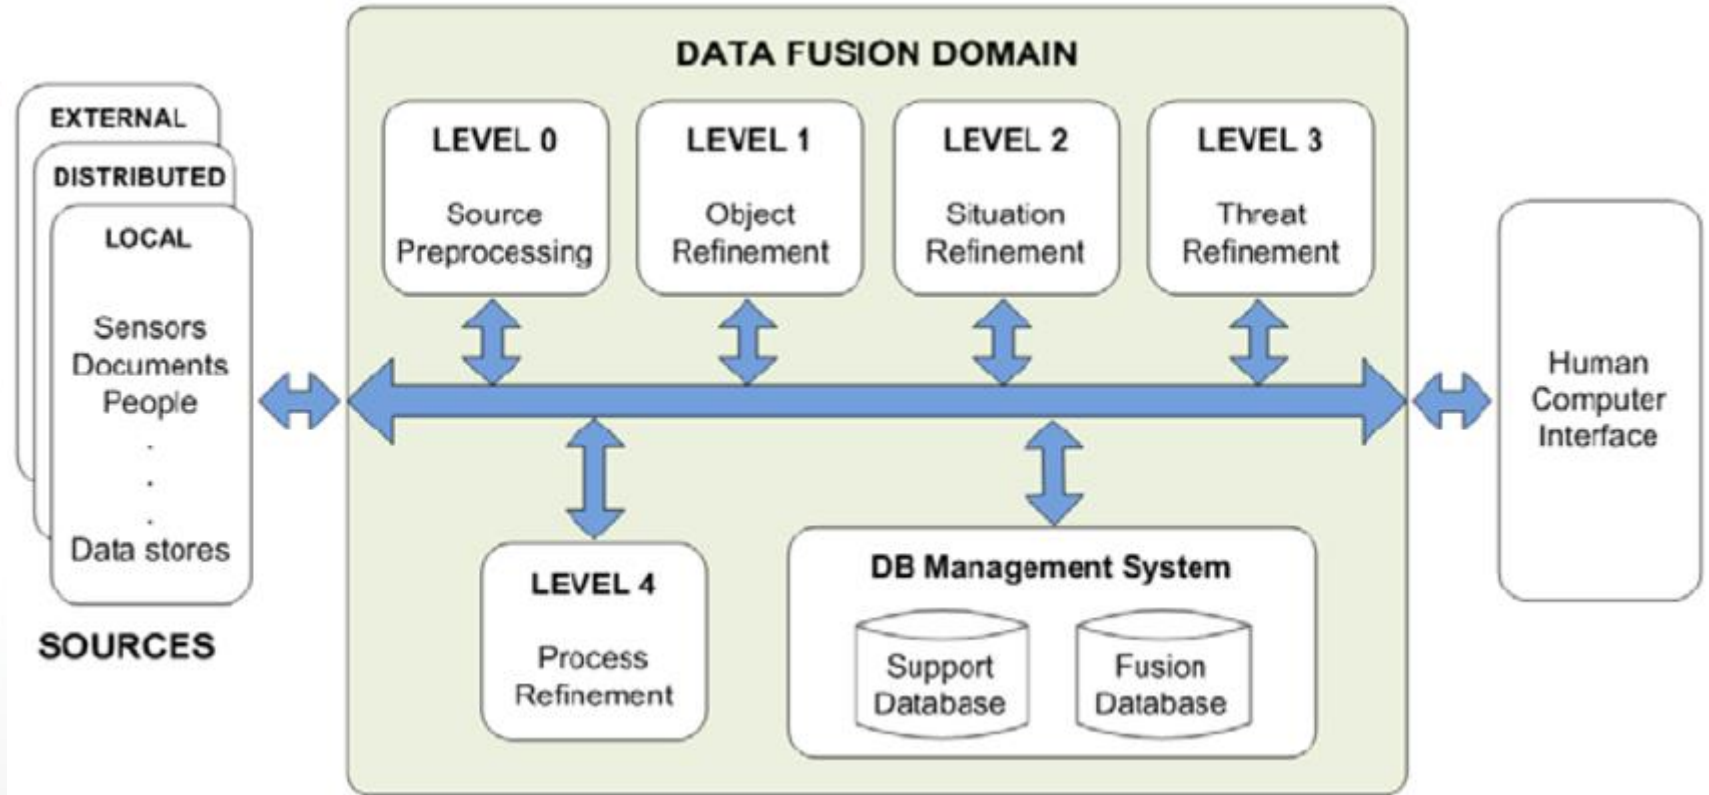 DATA FUSION DOMAIN
EXTERNAL
DISTRIBUTED
LOCAL
Sensors
Documents
People
.
.
.
Data stores
SOURCES
LEVEL 0
Source
Preprocessing
LEVEL 1
Object
Refinement
LEVEL 2
Situation
Refinement
LEVEL 3
Threat
Refinement
LEVEL 4
Process
Refinement
DB Management System
Support
Database
Fusion
Database
Human
Computer
Interface